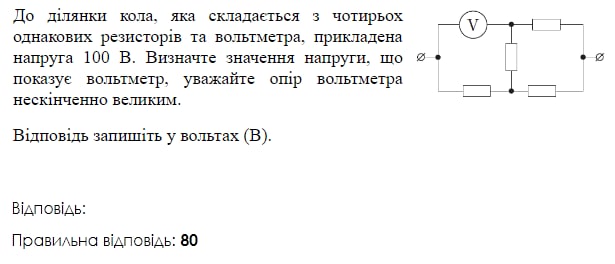 До ділянки кола, яка складається з чотирьох
однакових резисторів та вольтметра, прикладена
напруга 100 В. Визначте значення напруги, що
показує вольтметр, уважайте опір вольтметра
нескінченно великим.
V
Відповідь запишіть у вольтах (В).
Відповідь:
Правильна відповідь: 80